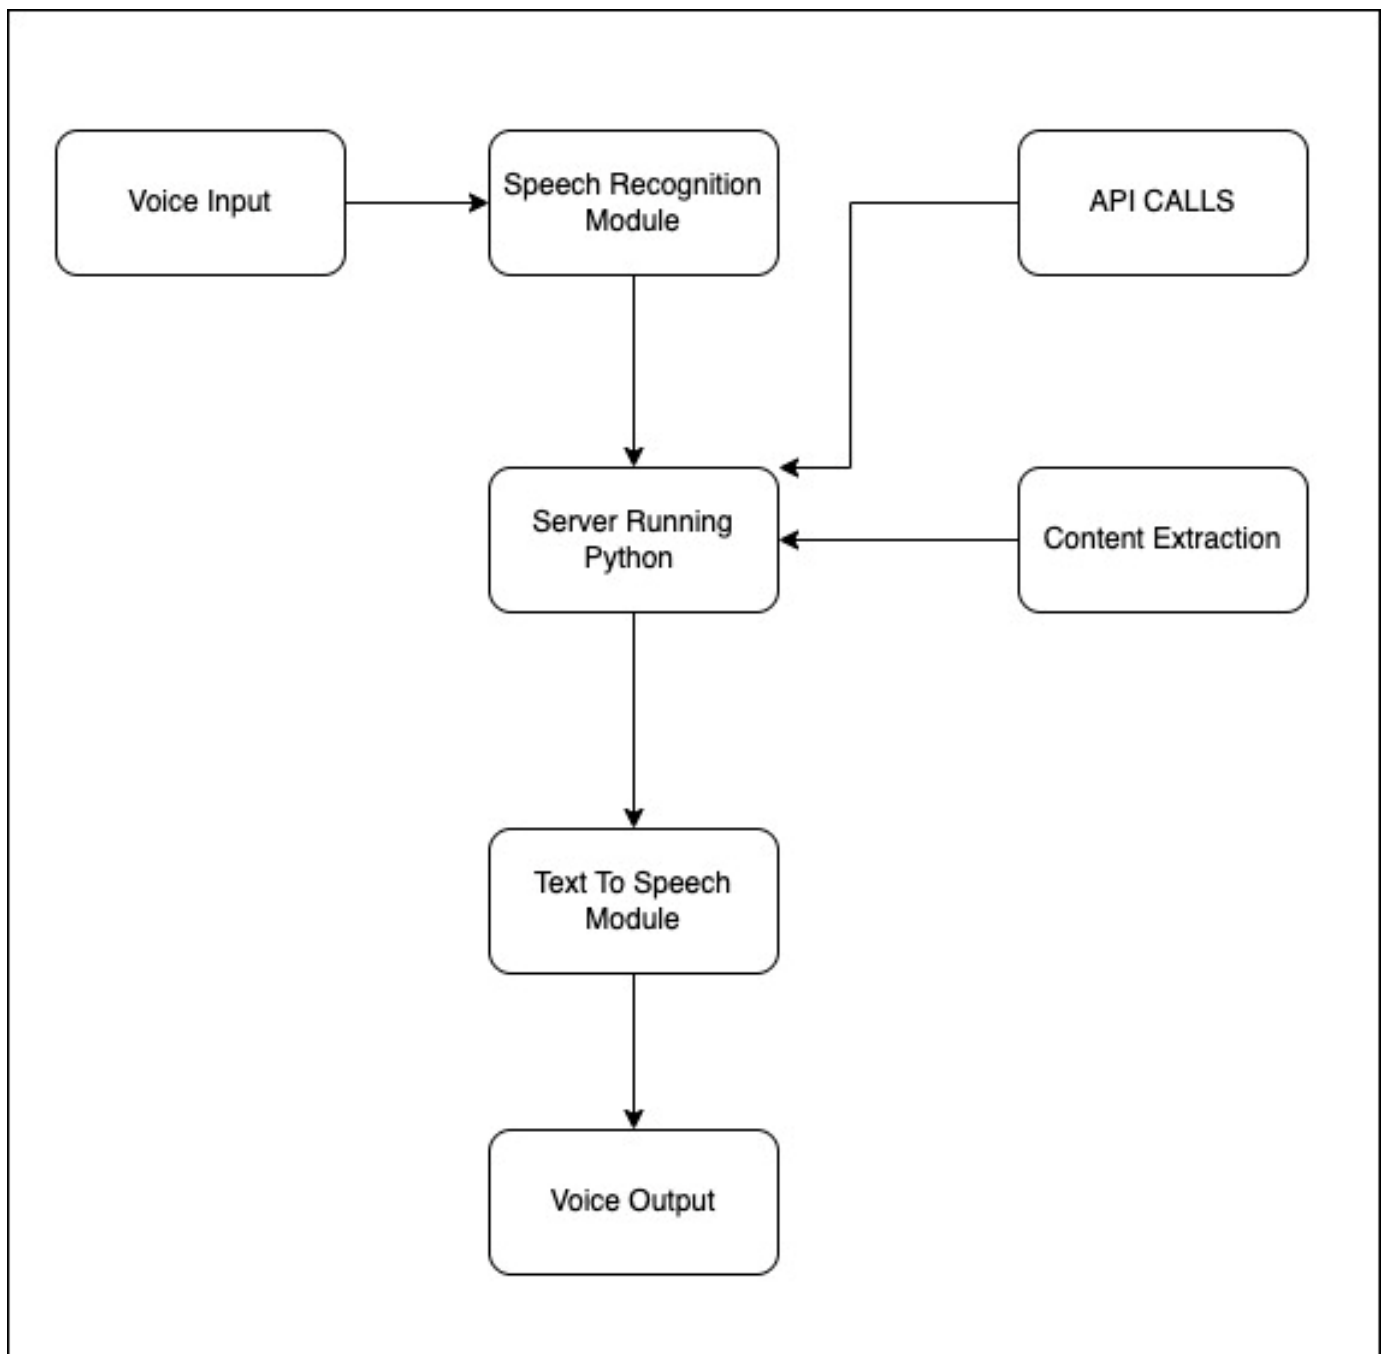 Voice Input
Speech Recognition
Module
API CALLS
Server Running
Python
Content Extraction
Text To Speech
Module
Voice Output